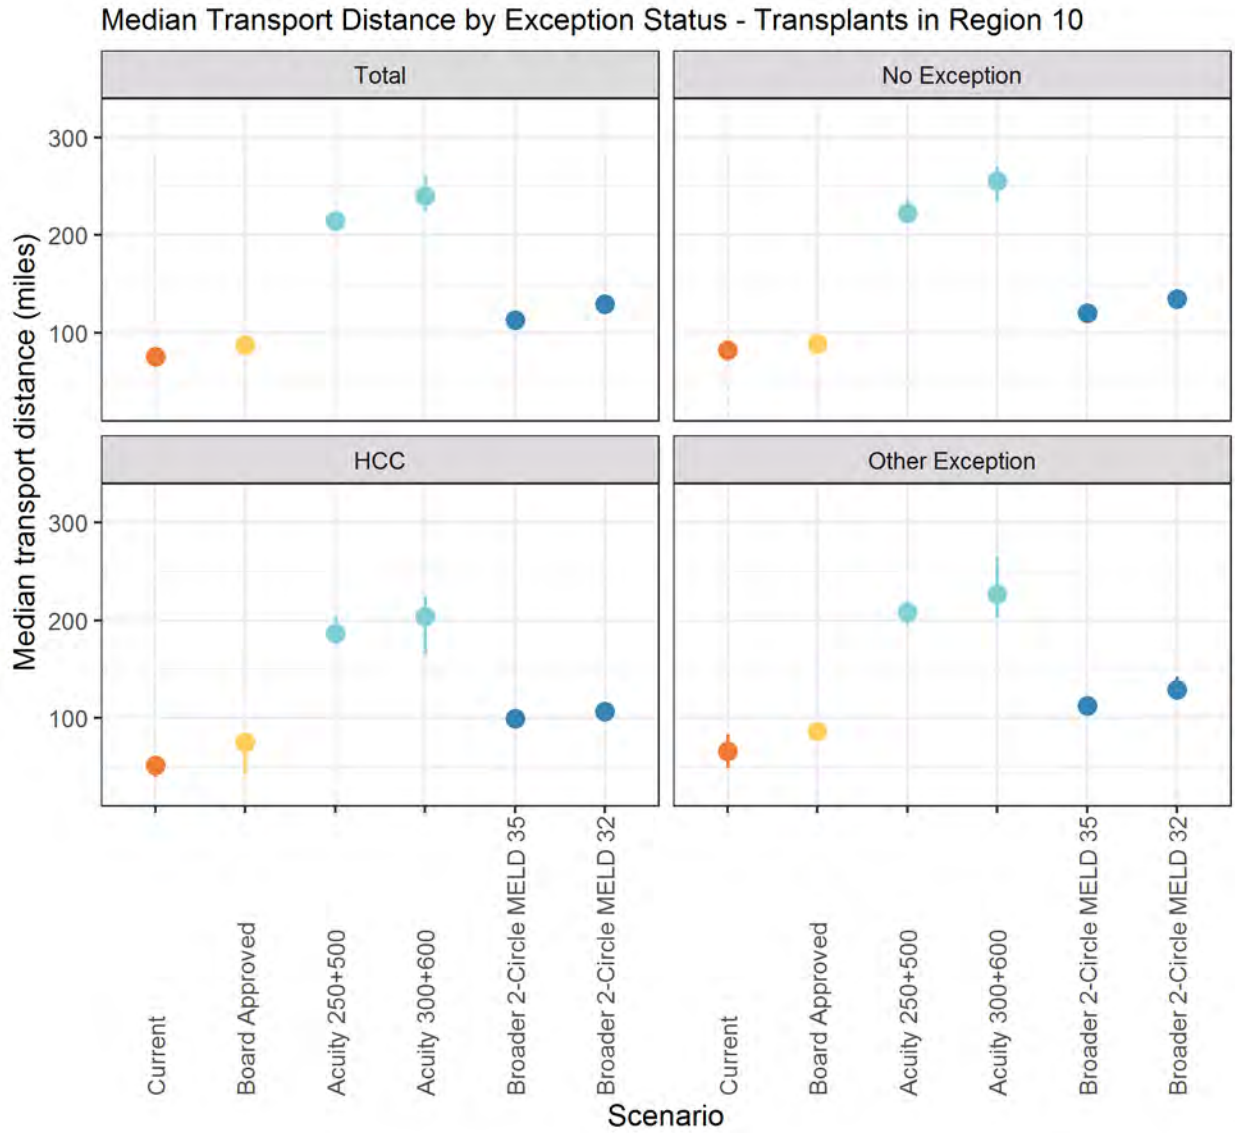 Median Transport Distance by Exception Status - Transplants in Region 10
Total
No Exception
300
200
100
HCC
Other Exception
300
200
100
Median transport distance (miles)
Current
Board Approved
Acuity 250+500
Acuity 300+600
Broader 2-Circle MELD 35
Broader 2-Circle MELD 32
Current
Board Approved
Acuity 250+500
Acuity 300+600
Broader 2-Circle MELD 35
Broader 2-Circle MELD 32
Scenario